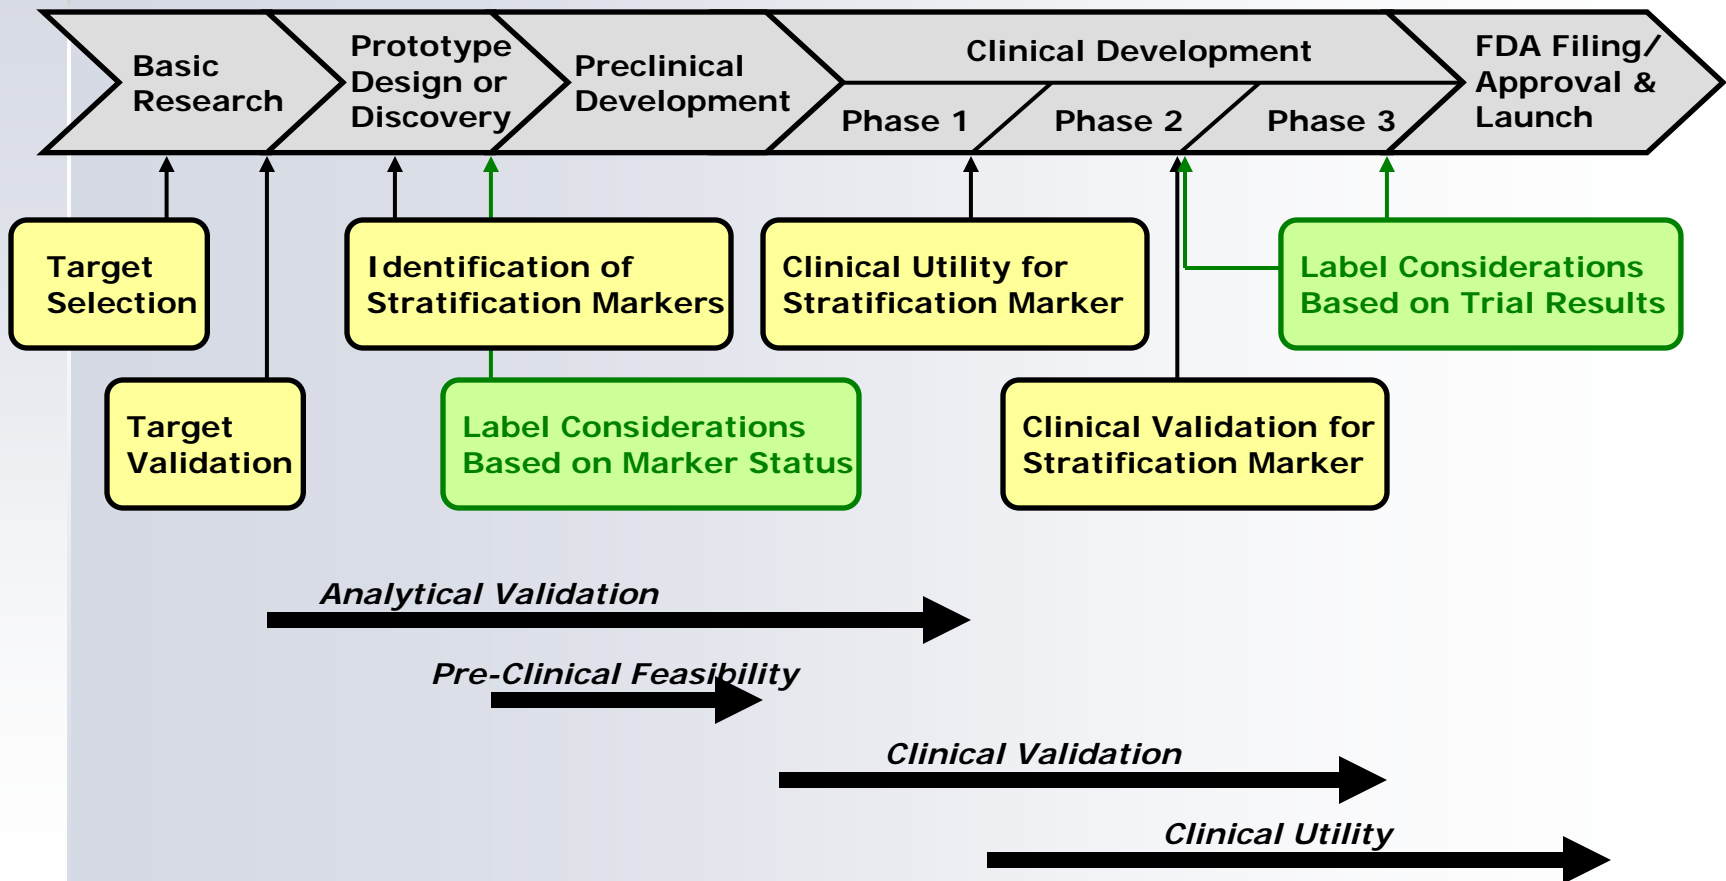 Basic
Research
Prototype
Design or
Discovery
Preclinical
Development
Clinical Development
Phase 1
Phase 2
Phase 3
FDA Filing/
Approval &
Launch
Target
Selection
Identification of
Stratification Markers
Clinical Utility for
Stratification Marker
Label Considerations
Based on Trial Results
Target
Validation
Label Considerations
Based on Marker Status
Clinical Validation for
Stratification Marker
Analytical Validation
Pre-Clinical Feasibility
Clinical Validation
Clinical Utility